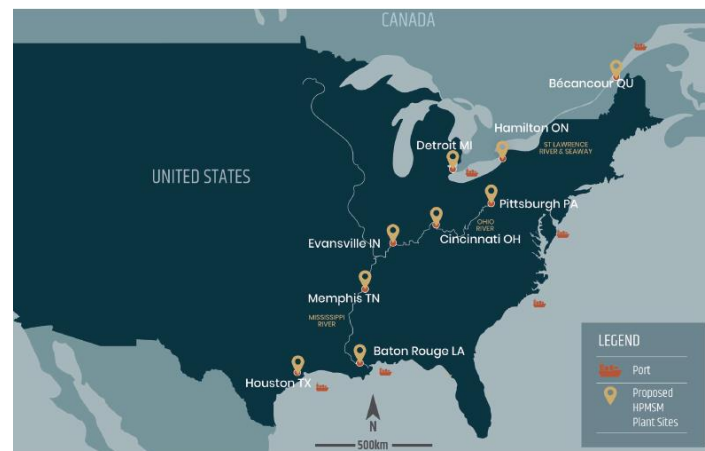 CANADA
Bécancour QU
Hamilton ON
Detroit MI
ST LAWRENCE
RIVER & SEAWAY
UNITED STATES
Pittsburgh PA
OHIO
RIVER
Evansville IN
Cincinnati OH
Memphis TN
MISSISSIPPI
RIVER
Baton Rouge LA
Houston TX
N
500km
LEGEND
Port
Proposed
HPMSM
Plant Sites